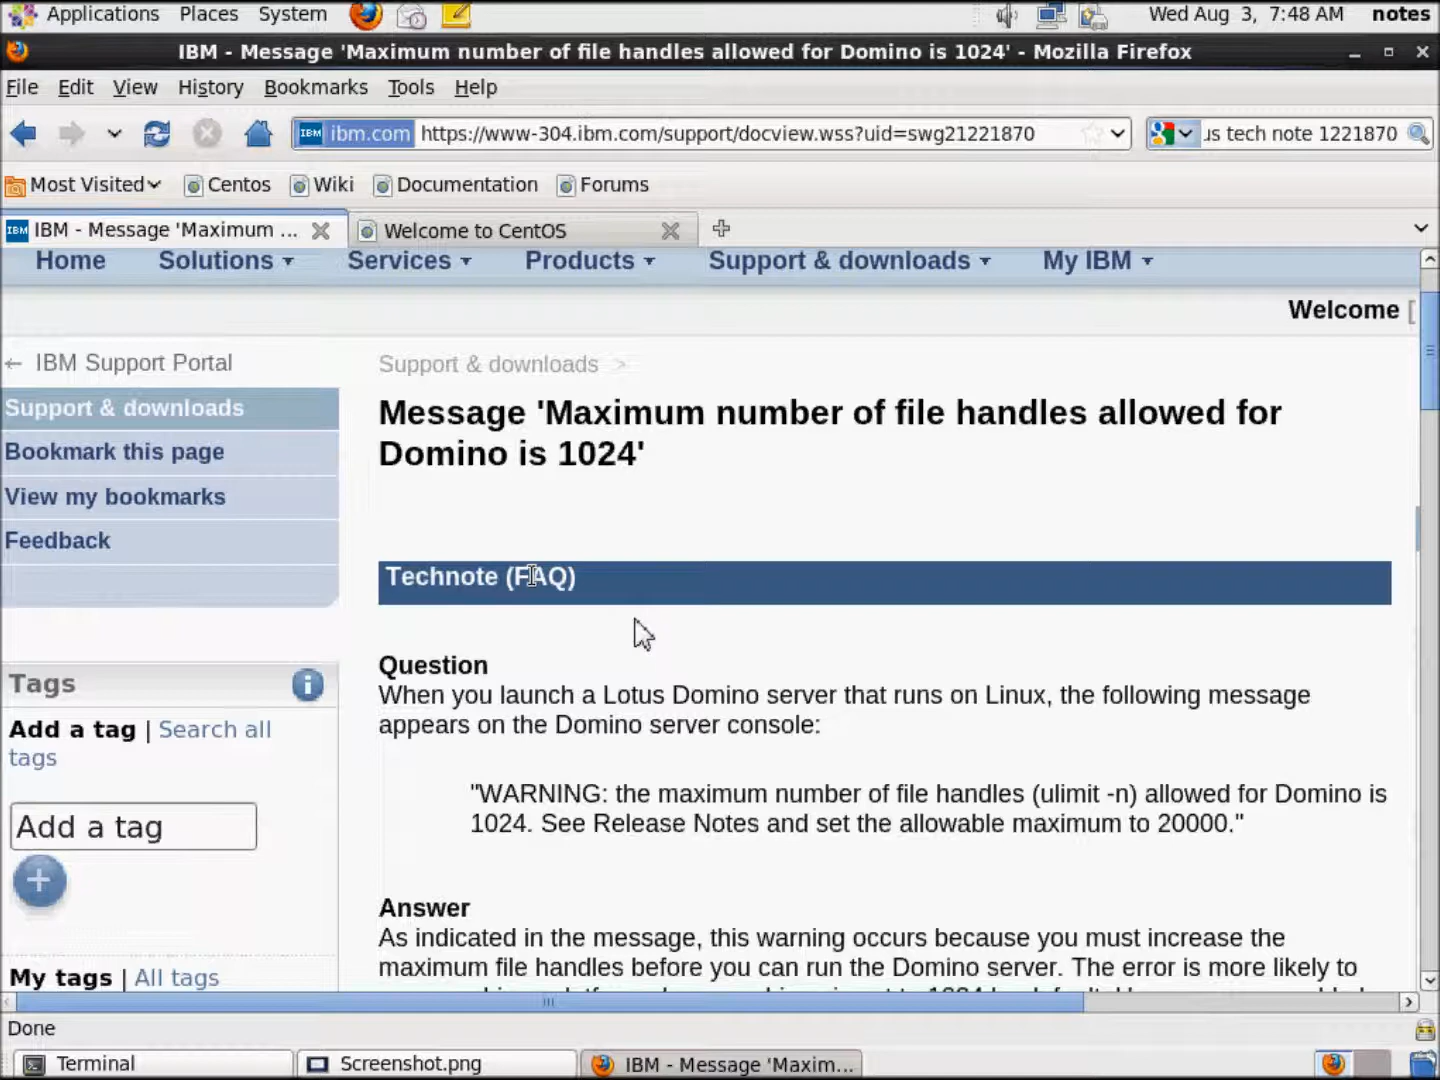 Applications Places System Wed Aug 3, 7:48 AM notes
IBM - Message 'Maximum number of file handles allowed for Domino is 1024' - Mozilla Firefox
File Edit View History Bookmarks Tools Help
IBM ibm.com https://www-304.ibm.com/support/docview.wss?uid=swg21221870 us tech note 1221870
Most Visited Centos Wiki Documentation Forums
IBM IBM - Message 'Maximum ... Welcome to CentOS
Home Solutions Services Products Support & downloads My IBM
Welcome [
← IBM Support Portal
Support & downloads
Bookmark this page
View my bookmarks
Feedback
Tags
Add a tag | Search all
tags
Add a tag
My tags | All tags
Support & downloads >
Message 'Maximum number of file handles allowed for
Domino is 1024'
Technote (FAQ)
Question
When you launch a Lotus Domino server that runs on Linux, the following message
appears on the Domino server console:
"WARNING: the maximum number of file handles (ulimit -n) allowed for Domino is
1024. See Release Notes and set the allowable maximum to 20000."
Answer
As indicated in the message, this warning occurs because you must increase the
maximum file handles before you can run the Domino server. The error is more likely to
Done
Terminal Screenshot.png IBM - Message 'Maxim...